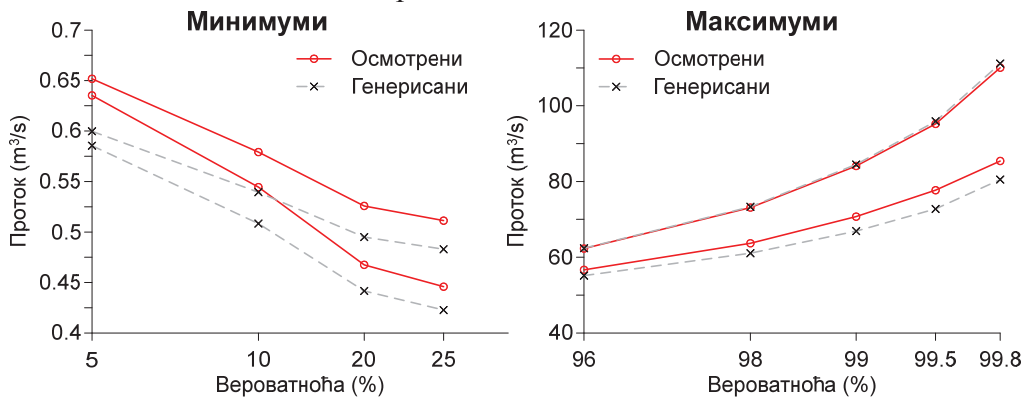 Минимуми
Осмотрени
Генерисани
Проток (m³/s)
0.7
0.65
0.6
0.55
0.5
0.45
0.4
5 10 20 25
Вероватноћа (%)
Максимуми
Осмотрени
Генерисани
Проток (m³/s)
120
100
80
60
40
96 98 99 99.5 99.8
Вероватноћа (%)